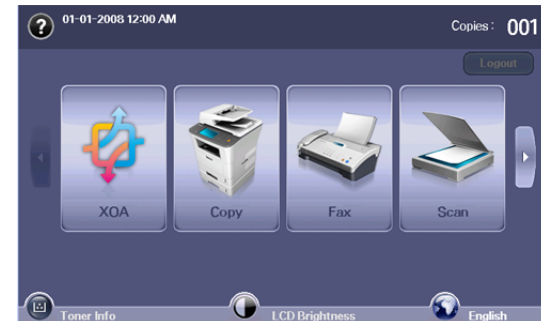 01-01-2008 12:00 AM
Copies : 001
Logout
XOA Copy Fax Scan
Toner Info LCD Brightness English